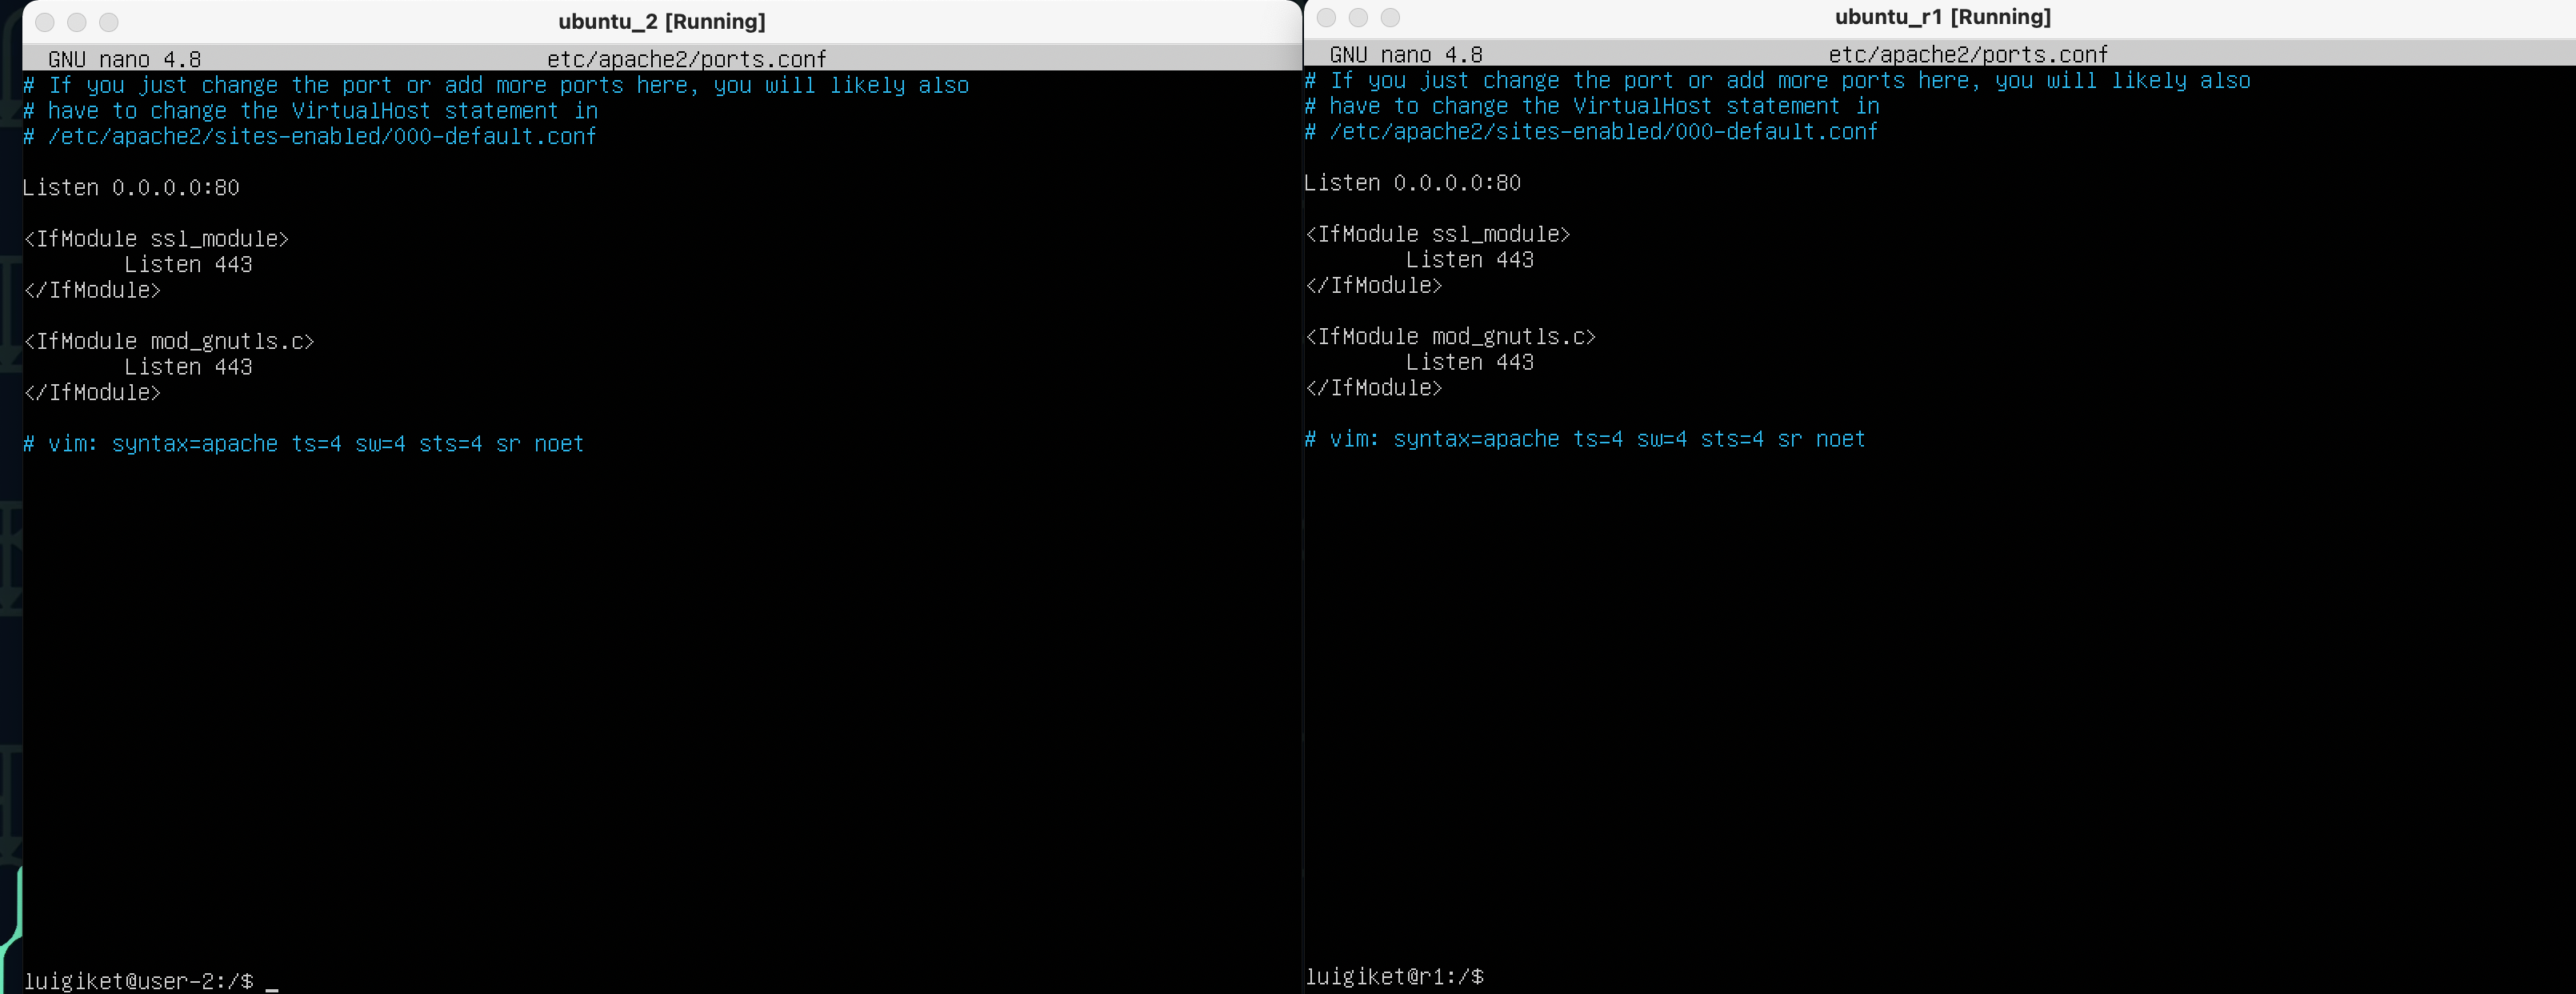 ubuntu_2 [Running]
GNU nano 4.8 etc/apache2/ports.conf
# If you just change the port or add more ports here, you will likely also
# have to change the VirtualHost statement in
# /etc/apache2/sites-enabled/000-default.conf
Listen 0.0.0.0:80
<IfModule ssl_module>
Listen 443
</IfModule>
<IfModule mod_gnutls.c>
Listen 443
</IfModule>
# vim: syntax=apache ts=4 sw=4 sts=4 sr noet
luigiket@user-2:/$ _
ubuntu_r1 [Running]
GNU nano 4.8 etc/apache2/ports.conf
# If you just change the port or add more ports here, you will likely also
# have to change the VirtualHost statement in
# /etc/apache2/sites-enabled/000-default.conf
Listen 0.0.0.0:80
<IfModule ssl_module>
Listen 443
</IfModule>
<IfModule mod_gnutls.c>
Listen 443
</IfModule>
# vim: syntax=apache ts=4 sw=4 sts=4 sr noet
luigiket@r1:/$